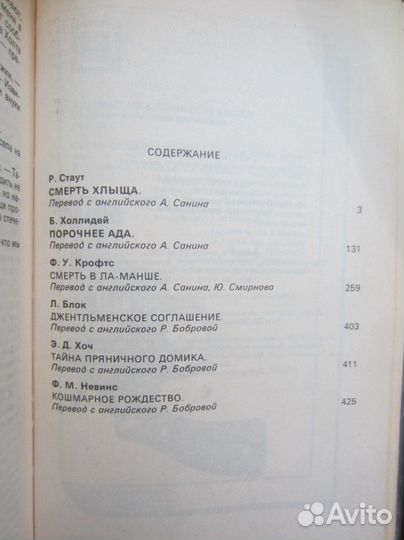 СОДЕРЖАНИЕ
Р. Стаут
СМЕРТЬ ХЛЫЩА.
Перевод с английского А. Санина 3
Б. Холлидей
ПОРОЧНЕЕ АДА.
Перевод с английского А. Санина 131
Ф. У. Крофтс
СМЕРТЬ В ЛА-МАНШЕ.
Перевод с английского А. Санина, Ю. Смирнова 259
Л. Блок
ДЖЕНТЛЬМЕНСКОЕ СОГЛАШЕНИЕ.
Перевод с английского Р. Бобровой 403
Э. Д. Хоч
ТАЙНА ПРЯНИЧНОГО ДОМИКА.
Перевод с английского Р. Бобровой 411
Ф. М. Невинс
КОШМАРНОЕ РОЖДЕСТВО.
Перевод с английского Р. Бобровой 425
Avito